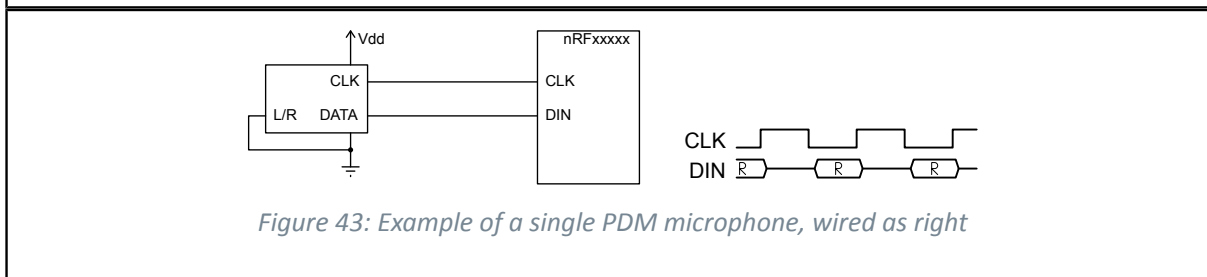 Vdd
nRFxxxxx
CLK
CLK
L/R DATA
DIN
CLK
DIN R R R
Figure 43: Example of a single PDM microphone, wired as right